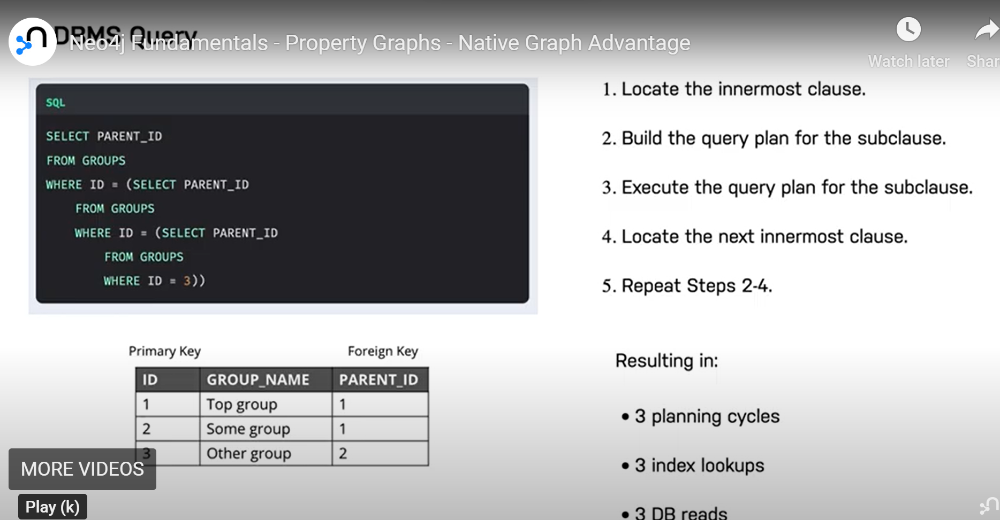 DBMS Query
Neo4j Fundamentals - Property Graphs - Native Graph Advantage
Watch later
Shar
SQL
SELECT PARENT_ID
FROM GROUPS
WHERE ID = (SELECT PARENT_ID
FROM GROUPS
WHERE ID = (SELECT PARENT_ID
FROM GROUPS
WHERE ID = 3))
1. Locate the innermost clause.
2. Build the query plan for the subclause.
3. Execute the query plan for the subclause.
4. Locate the next innermost clause.
5. Repeat Steps 2-4.
Primary Key Foreign Key
ID GROUP_NAME PARENT_ID
1 Top group 1
2 Some group 1
3 Other group 2
Resulting in:
• 3 planning cycles
• 3 index lookups
• 3 DB reads
MORE VIDEOS
Play (k)